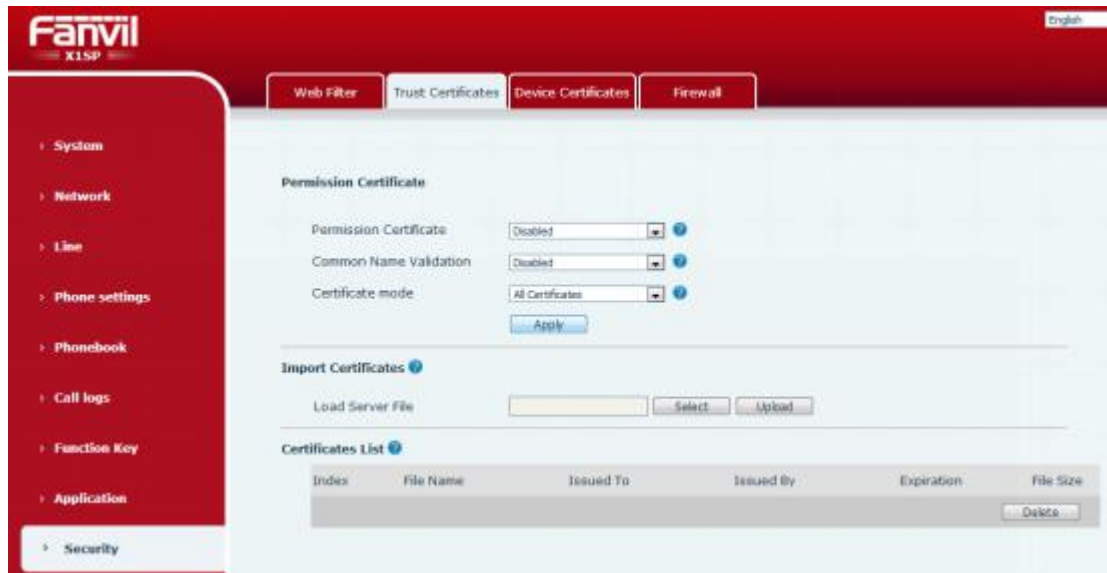 Fanvil
X1SP
English
Web Filter
Trust Certificates
Device Certificates
Firewall
System
Network
Line
Phone settings
Phonebook
Call logs
Function Key
Application
Security
Permission Certificate
Permission Certificate Disabled
Common Name Validation Disabled
Certificate mode All Certificates
Apply
Import Certificates ?
Load Server File Select Upload
Certificates List ?
Index File Name Issued To Issued By Expiration File Size
Delete